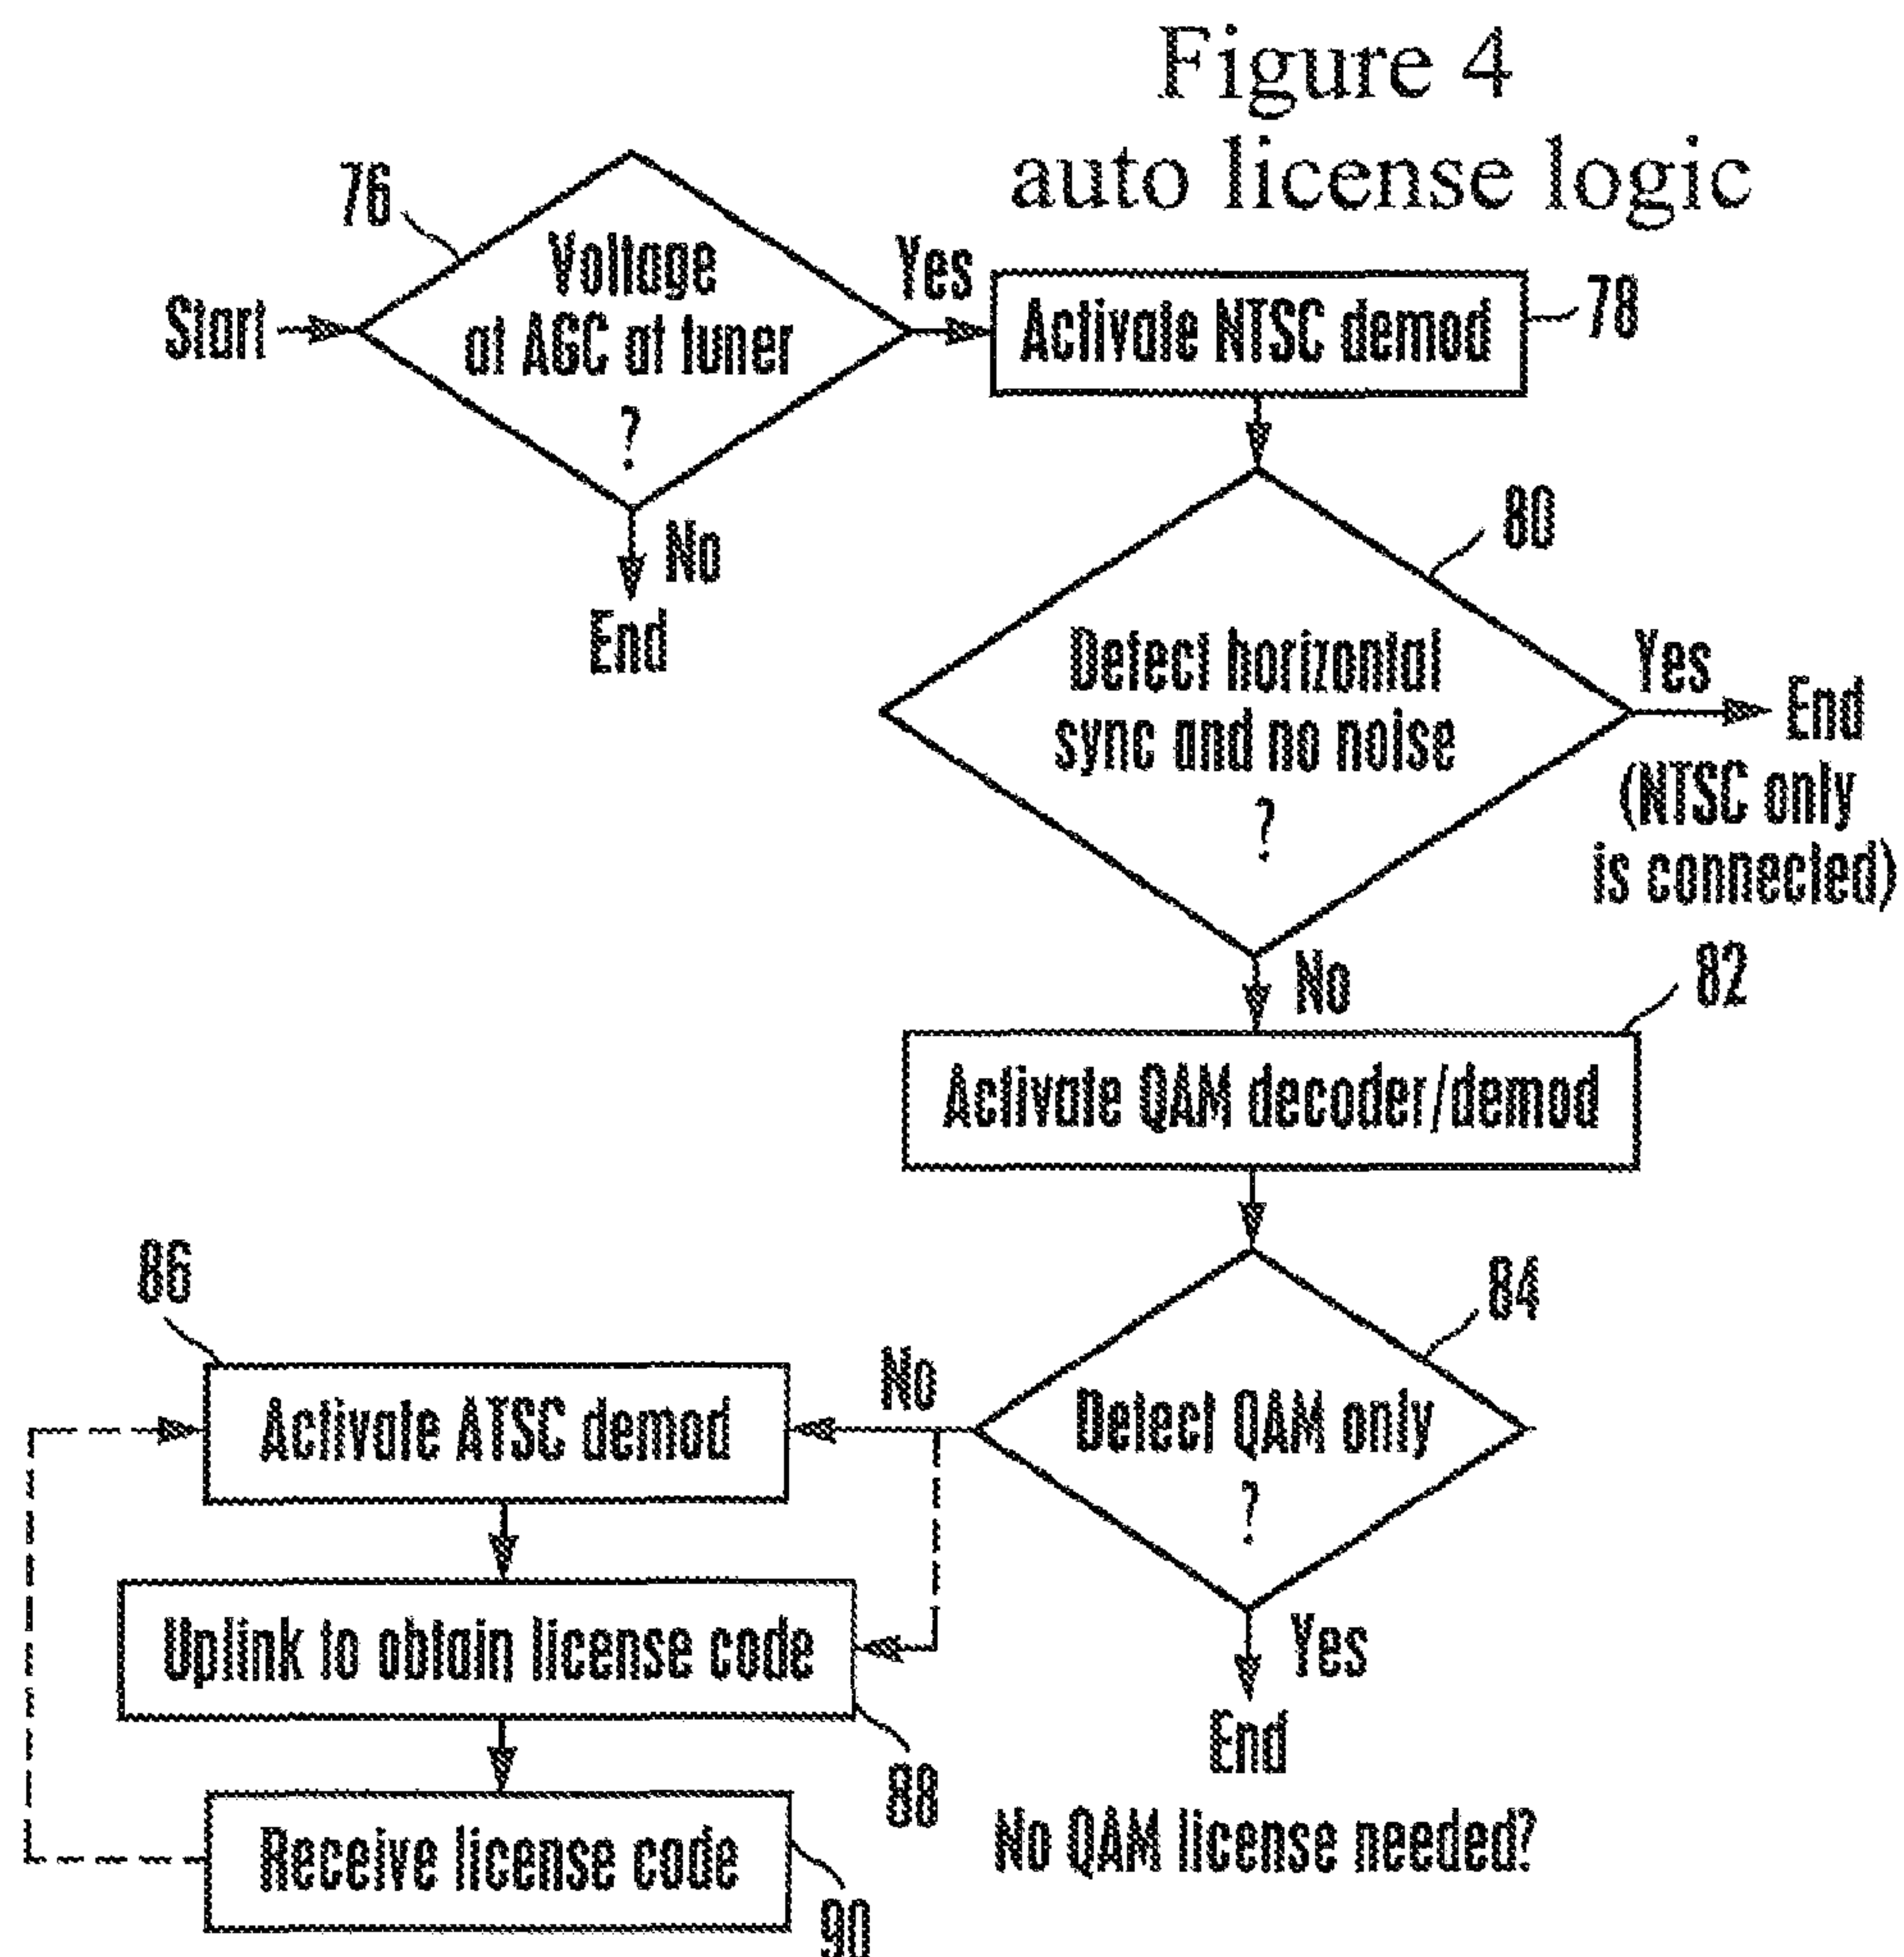 Figure 4
auto license logic
76
Voltage
at AGC at tuner
?
Start
Yes
Activate NTSC demod
78
No
End
80
Detect horizontal
sync and no noise
?
Yes
End
(NTSC only
is connected)
No
82
Activate QAM decoder/demod
84
Detect QAM only
?
No
86
Activate ATSC demod
Uplink to obtain license code
88
Receive license code
90
Yes
End
No QAM license needed?